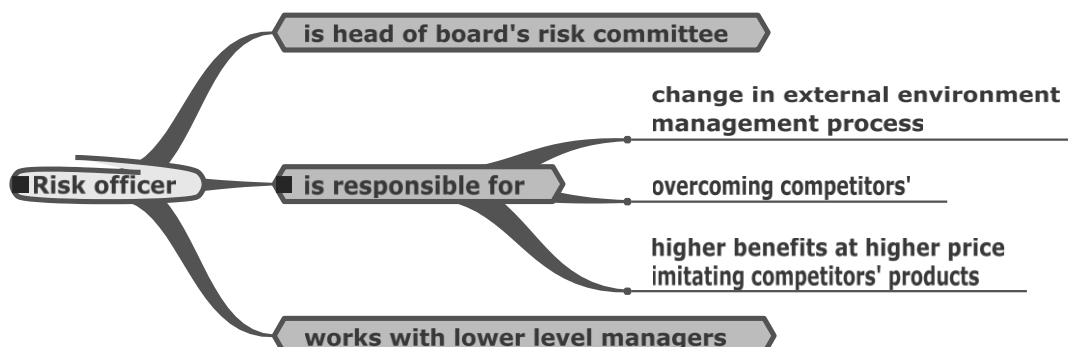 is head of board's risk committee
change in external environment
management process
Risk officer
is responsible for
overcoming competitors'
higher benefits at higher price
imitating competitors' products
works with lower level managers